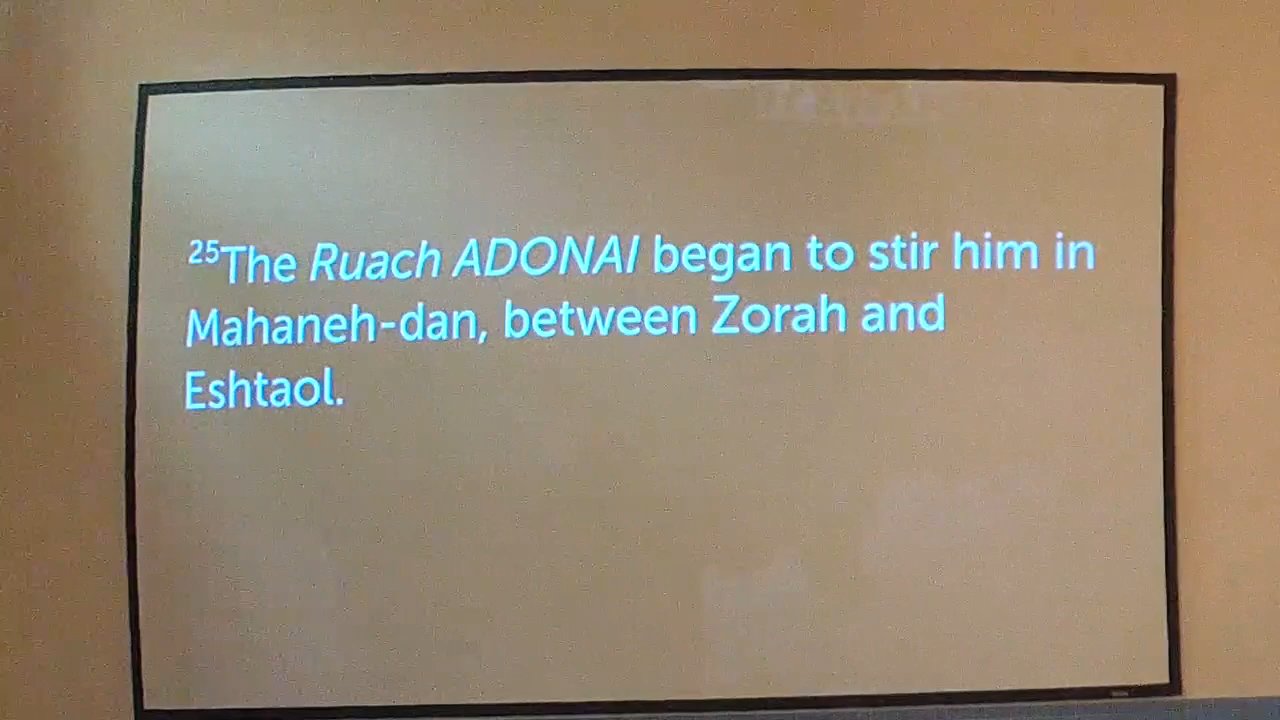 25The Ruach ADONAI began to stir him in
Mahaneh-dan, between Zorah and
Eshtaol.